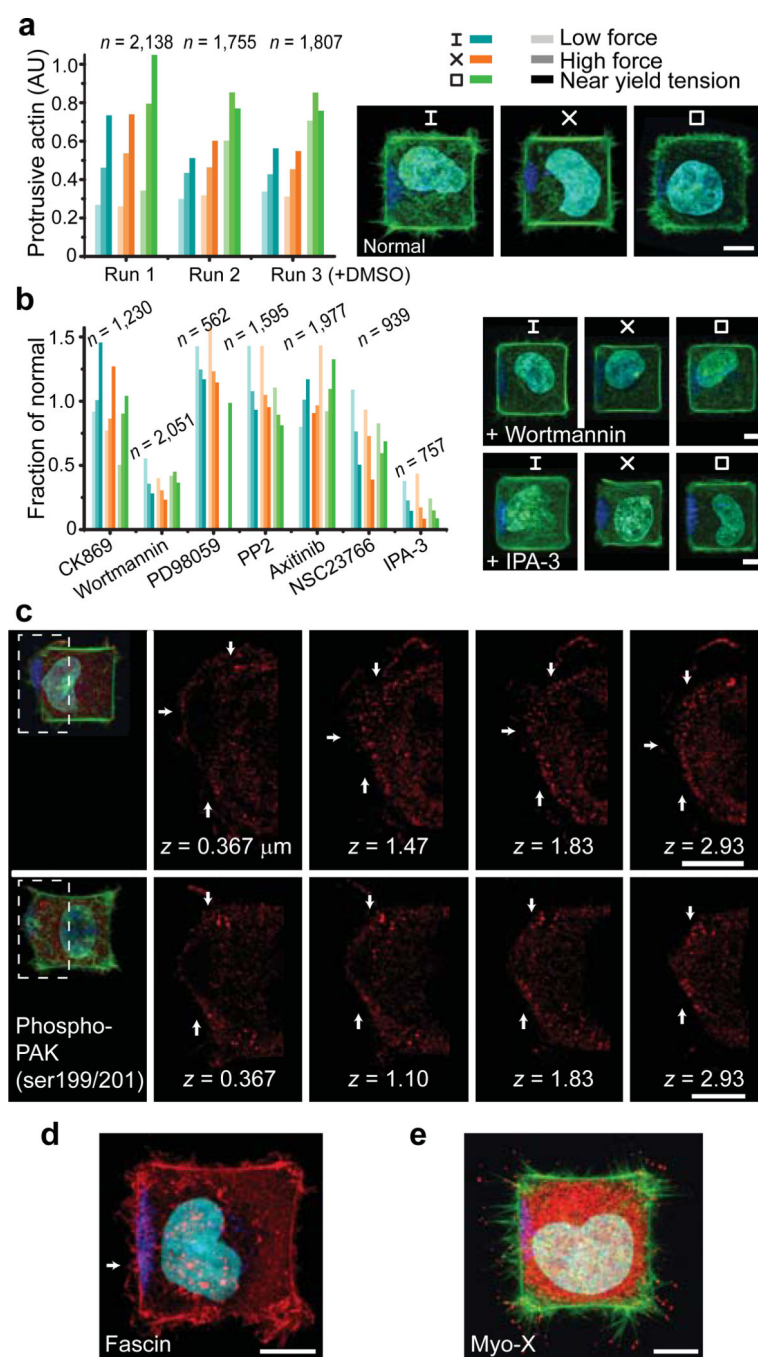 a
n = 2,138 n = 1,755 n = 1,807
Protrusive actin (AU)
1.0
0.8
0.6
0.4
0.2
0
Run 1 Run 2 Run 3 (+DMSO)
Low force
High force
Near yield tension
Normal
b
Fraction of normal
1.5
1.0
0.5
0
n = 1,230
n = 2,051
n = 562
n = 1,595
n = 1,977
n = 939
n = 757
CK869
Wortmannin
PD98059
PP2
Axitinib
NSC23766
IPA-3
+ Wortmannin
+ IPA-3
c
z = 0.367 μm
z = 1.47
z = 1.83
z = 2.93
Phospho-
PAK
(ser199/201)
z = 0.367
z = 1.10
z = 1.83
z = 2.93
d
Fascin
e
Myo-X